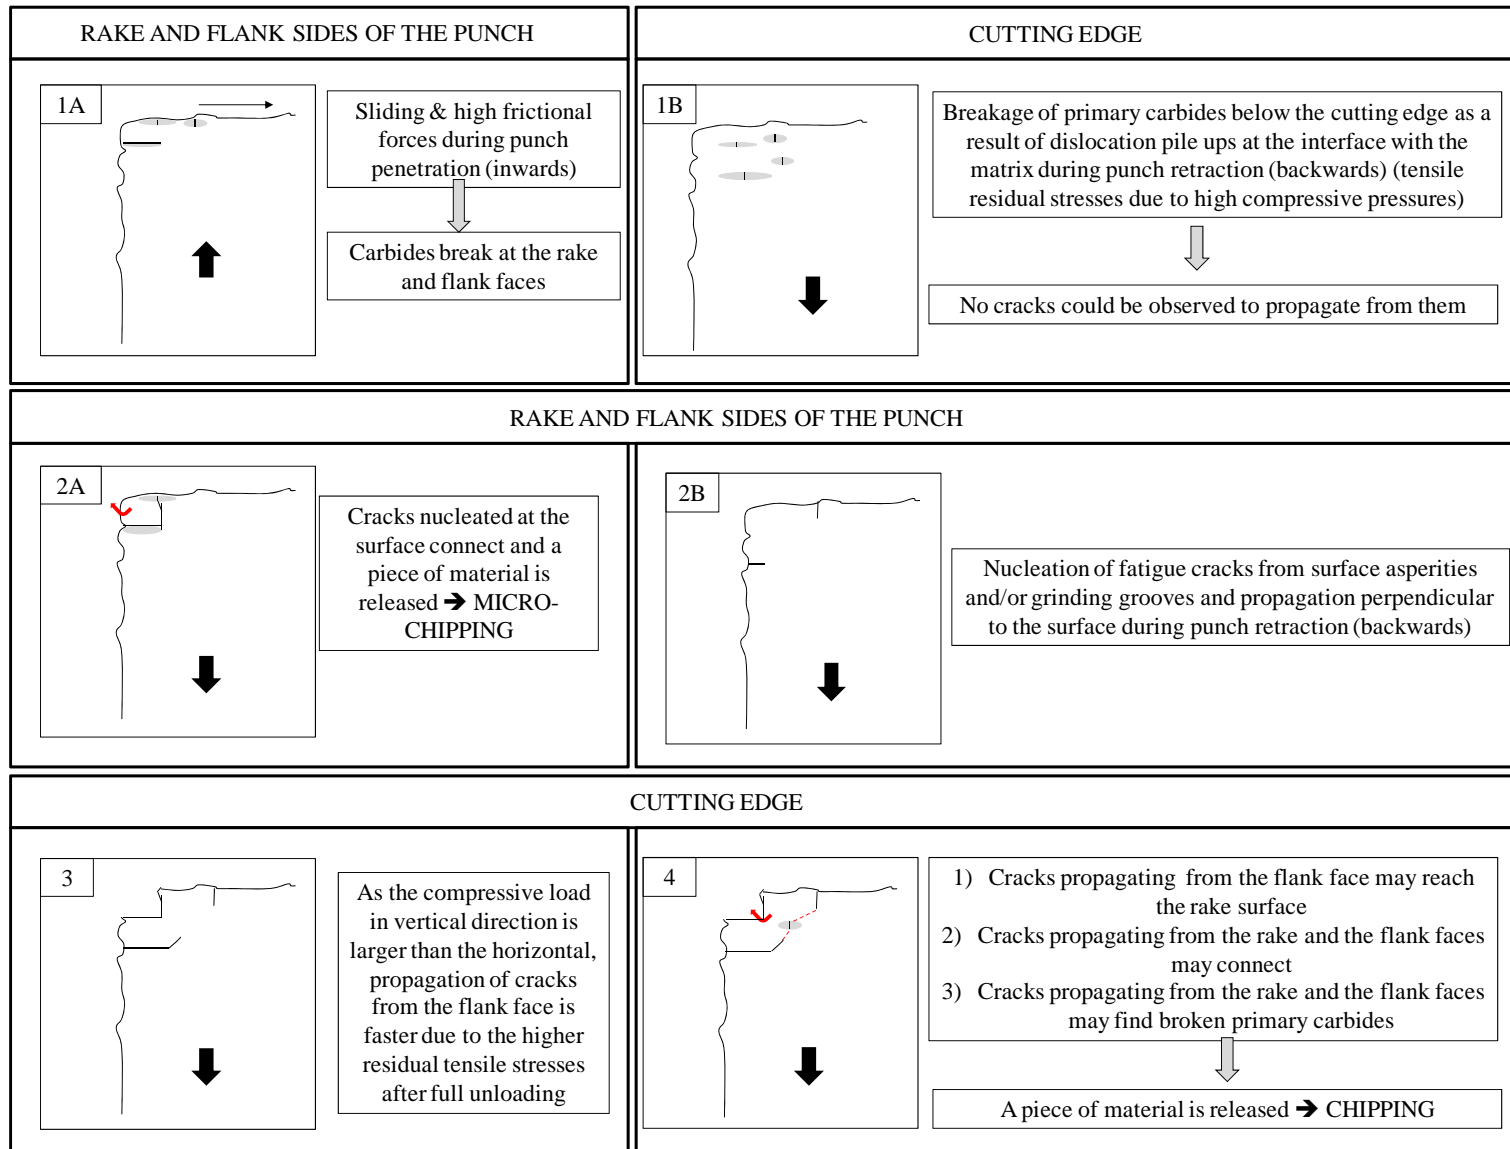 RAKE AND FLANK SIDES OF THE PUNCH
CUTTING EDGE
1A
Sliding & high frictional
forces during punch
penetration (inwards)
Carbides break at the rake
and flank faces
1B
Breakage of primary carbides below the cutting edge as a
result of dislocation pile ups at the interface with the
matrix during punch retraction (backwards) (tensile
residual stresses due to high compressive pressures)
No cracks could be observed to propagate from them
RAKE AND FLANK SIDES OF THE PUNCH
2A
Cracks nucleated at the
surface connect and a
piece of material is
released ➔ MICRO-
CHIPPING
2B
Nucleation of fatigue cracks from surface asperities
and/or grinding grooves and propagation perpendicular
to the surface during punch retraction (backwards)
CUTTING EDGE
3
As the compressive load
in vertical direction is
larger than the horizontal,
propagation of cracks
from the flank face is
faster due to the higher
residual tensile stresses
after full unloading
4
1) Cracks propagating from the flank face may reach
the rake surface
2) Cracks propagating from the rake and the flank faces
may connect
3) Cracks propagating from the rake and the flank faces
may find broken primary carbides
A piece of material is released ➔ CHIPPING